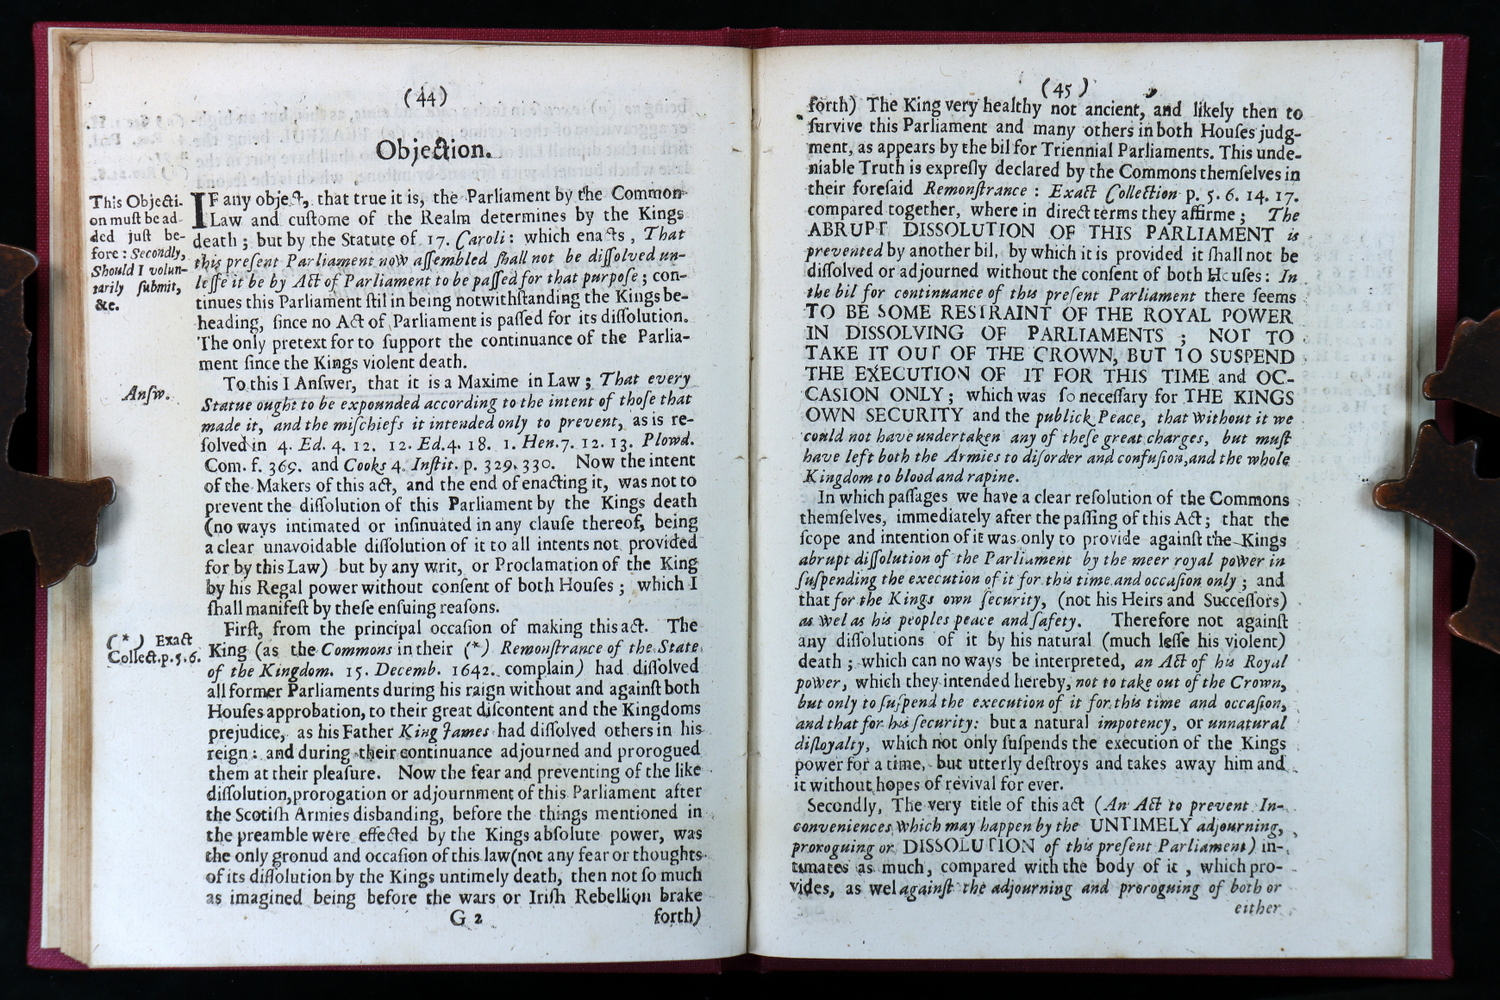 (44)
Objection.
This Objecti-
on must be ad-
ded just be-
fore : Secondly,
Should I volun-
tarily submit,
&c.
IF any object, that true it is, the Parliament by the Common-
Law and custome of the Realm determines by the Kings
death ; but by the Statute of 17. Caroli : which enacts , That
this present Parliament now assembled shall not be dissolved un-
lesse it be by Act of Parliament to be passed for that purpose ; con-
tinues this Parliament stil in being notwithstanding the Kings be-
heading, since no Act of Parliament is passed for its dissolution.
The only pretext for to support the continuance of the Parlia-
ment since the Kings violent death.
Answ.
To this I Answer, that it is a Maxime in Law ; That every
Statue ought to be expounded according to the intent of those that
made it, and the mischiefs it intended only to prevent, as is re-
solved in 4. Ed. 4. 12. 12. Ed. 4. 18. 1. Hen. 7. 12. 13. Plowd.
Com. f. 369. and Cooks 4. Instit. p. 329. 330. Now the intent
of the Makers of this act, and the end of enacting it, was not to
prevent the dissolution of this Parliament by the Kings death
(no ways intimated or insinuated in any clause thereof, being
a clear unavoidable dissolution of it to all intents not provided
for by this Law) but by any writ, or Proclamation of the King
by his Regal power without consent of both Houses ; which I
shall manifest by these ensuing reasons.
(*) Exact
Collect. p. 5. 6.
First, from the principal occasion of making this act. The
King (as the Commons in their (*) Remonstrance of the State
of the Kingdom. 15. Decemb. 1642. complain) had dissolved
all former Parliaments during his raign without and against both
Houses approbation, to their great discontent and the Kingdoms
prejudice, as his Father King James had dissolved others in his
reign : and during their continuance adjourned and prorogued
them at their pleasure. Now the fear and preventing of the like
dissolution, prorogation or adjournment of this Parliament after
the Scotish Armies disbanding, before the things mentioned in
the preamble were effected by the Kings absolute power, was
the only gronud and occasion of this law (not any fear or thoughts
of its dissolution by the Kings untimely death, then not so much
as imagined being before the wars or Irish Rebellion brake
G 2 forth)
(45)
forth) The King very healthy not ancient, and likely then to
survive this Parliament and many others in both Houses judg-
ment, as appears by the bil for Triennial Parliaments. This unde-
niable Truth is expresly declared by the Commons themselves in
their foresaid Remonstrance : Exact Collection p. 5. 6. 14. 17.
compared together, where in direct terms they affirme ; The
ABRUPT DISSOLUTION OF THIS PARLIAMENT is
prevented by another bil, by which it is provided it shall not be
dissolved or adjourned without the consent of both Houses : In
the bil for continuance of this present Parliament there seems
TO BE SOME RESTRAINT OF THE ROYAL POWER
IN DISSOLVING OF PARLIAMENTS ; NOT TO
TAKE IT OUT OF THE CROWN, BUT TO SUSPEND
THE EXECUTION OF IT FOR THIS TIME and OC-
CASION ONLY ; which was so necessary for THE KINGS
OWN SECURITY and the publick Peace, that without it we
could not have undertaken any of these great charges, but must
have left both the Armies to disorder and confusion, and the whole
Kingdom to blood and rapine.
In which passages we have a clear resolution of the Commons
themselves, immediately after the passing of this Act ; that the
scope and intention of it was only to provide against the Kings
abrupt dissolution of the Parliament by the meer royal power in
suspending the execution of it for this time and occasion only ; and
that for the Kings own security, (not his Heirs and Successors)
as wel as his peoples peace and safety. Therefore not against
any dissolutions of it by his natural (much lesse his violent)
death ; which can no ways be interpreted, an Act of his Royal
power, which they intended hereby, not to take out of the Crown,
but only to suspend the execution of it for this time and occasion,
and that for his security : but a natural impotency, or unnatural
disloyalty, which not only suspends the execution of the Kings
power for a time, but utterly destroys and takes away him and
it without hopes of revival for ever.
Secondly, The very title of this act (An Act to prevent In-
conveniences which may happen by the UNTIMELY adjourning,
proroguing or DISSOLUTION of this present Parliament) in-
timates as much, compared with the body of it , which pro-
vides, as wel against the adjourning and proroguing of both or
either